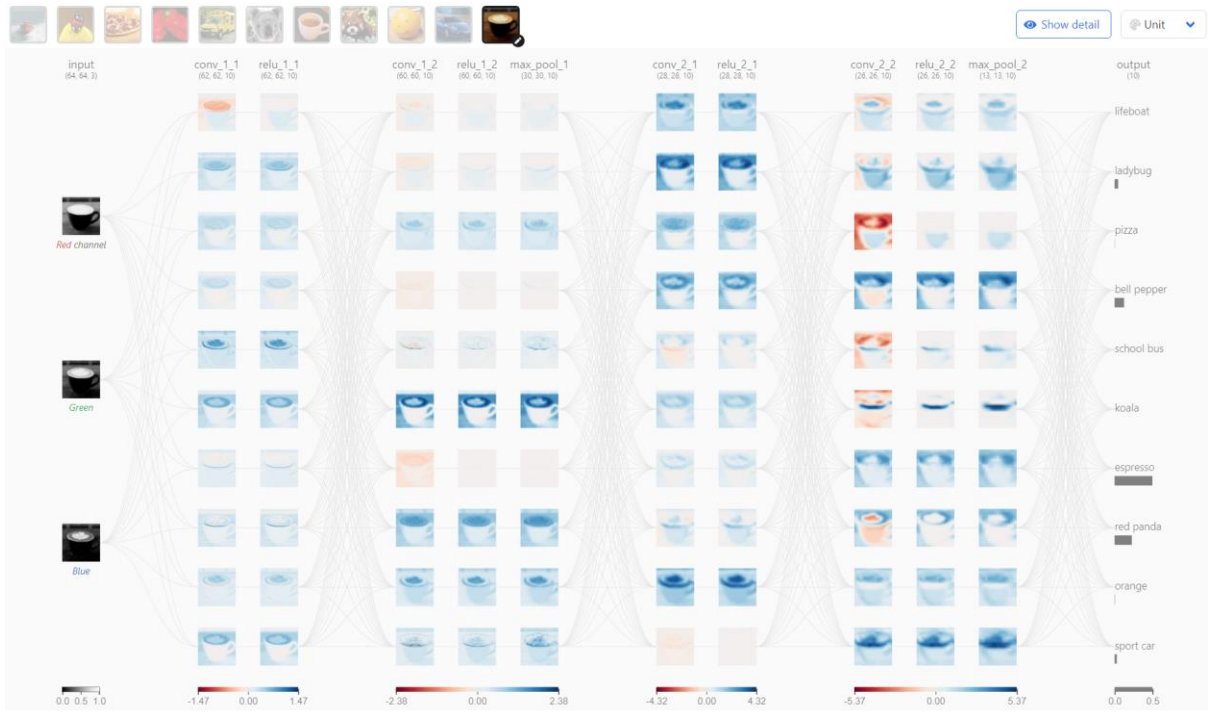 Show detail
Unit
input
(64, 64, 3)
conv_1_1
(62, 62, 10)
relu_1_1
(62, 62, 10)
conv_1_2
(60, 60, 10)
relu_1_2
(60, 60, 10)
max_pool_1
(30, 30, 10)
conv_2_1
(28, 28, 10)
relu_2_1
(28, 28, 10)
conv_2_2
(26, 26, 10)
relu_2_2
(26, 26, 10)
max_pool_2
(13, 13, 10)
output
(10)
lifeboat
ladybug
pizza
bell pepper
school bus
koala
espresso
red panda
orange
sport car
Red channel
Green
Blue
0.0 0.5 1.0
-1.47 0.00 1.47
-2.38 0.00 2.38
-4.32 0.00 4.32
-5.37 0.00 5.37
0.0 0.5